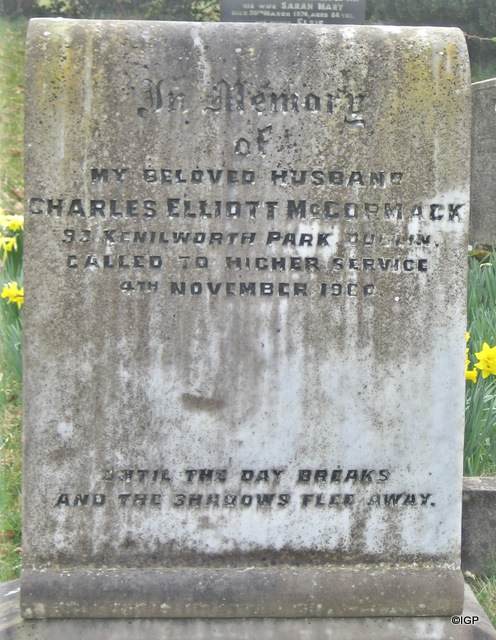 WIFE SARAH MARY
In Memory
of
MY BELOVED HUSBAND
CHARLES ELLIOTT McCORMACK
93 KENILWORTH PARK DUBLIN.
CALLED TO HIGHER SERVICE
4TH NOVEMBER
UNTIL THE DAY BREAKS
AND THE SHADOWS FLEE AWAY.
©IGP